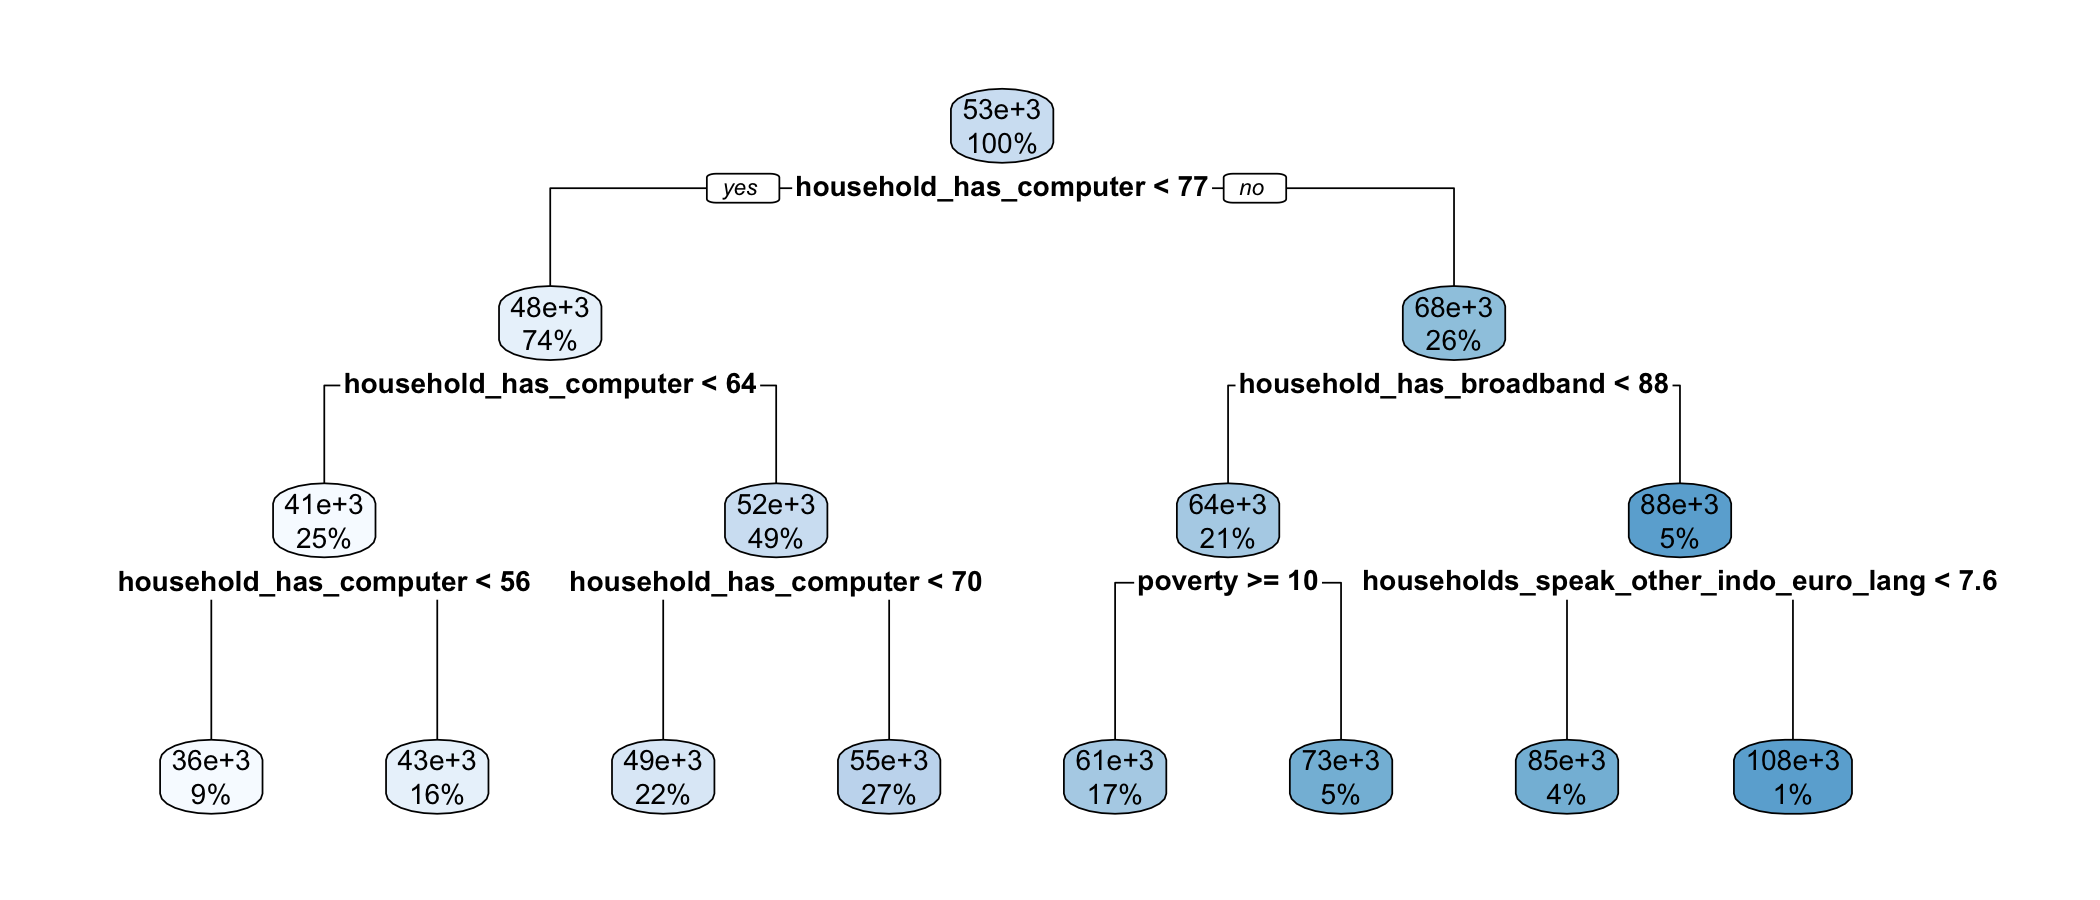 53e+3
100%
yes
household_has_computer < 77
no
48e+3
74%
68e+3
26%
household_has_computer < 64
household_has_broadband < 88
41e+3
25%
52e+3
49%
64e+3
21%
88e+3
5%
household_has_computer < 56
household_has_computer < 70
poverty >= 10
households_speak_other_indo_euro_lang < 7.6
36e+3
9%
43e+3
16%
49e+3
22%
55e+3
27%
61e+3
17%
73e+3
5%
85e+3
4%
108e+3
1%